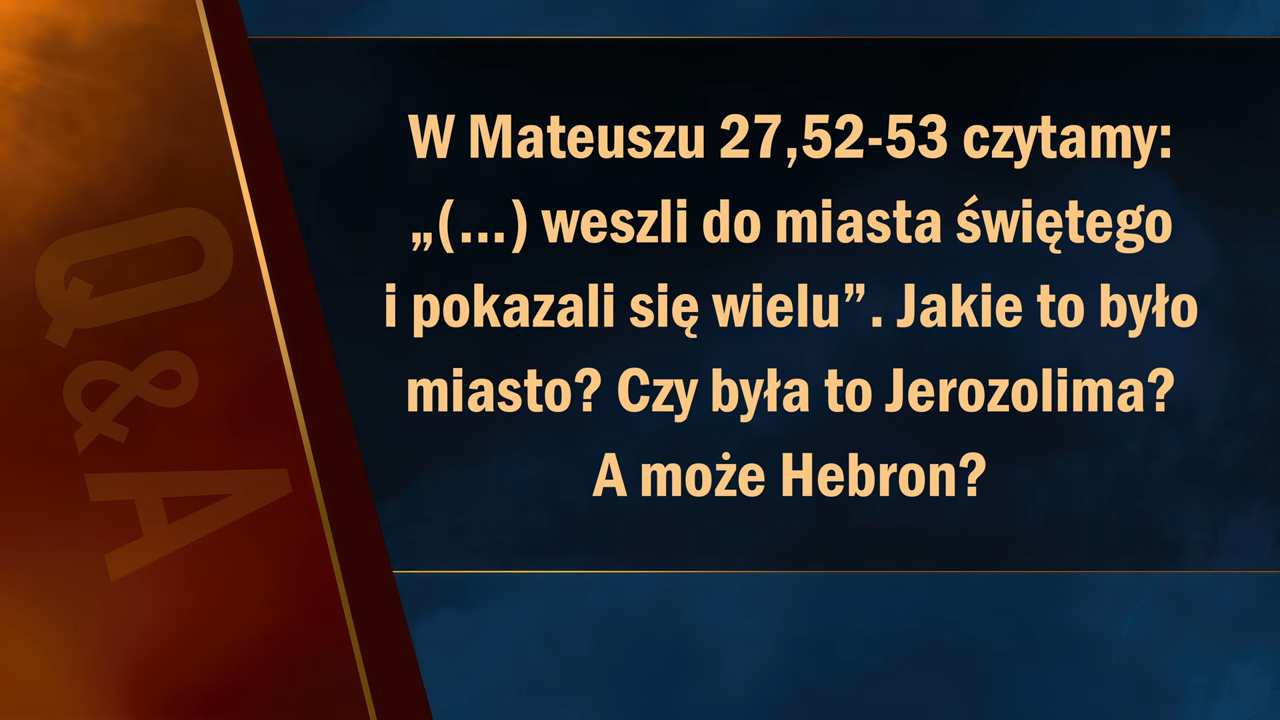 Q&A
W Mateuszu 27,52-53 czytamy:
„(...) weszli do miasta świętego
i pokazali się wielu”. Jakie to było
miasto? Czy była to Jerozolima?
A może Hebron?